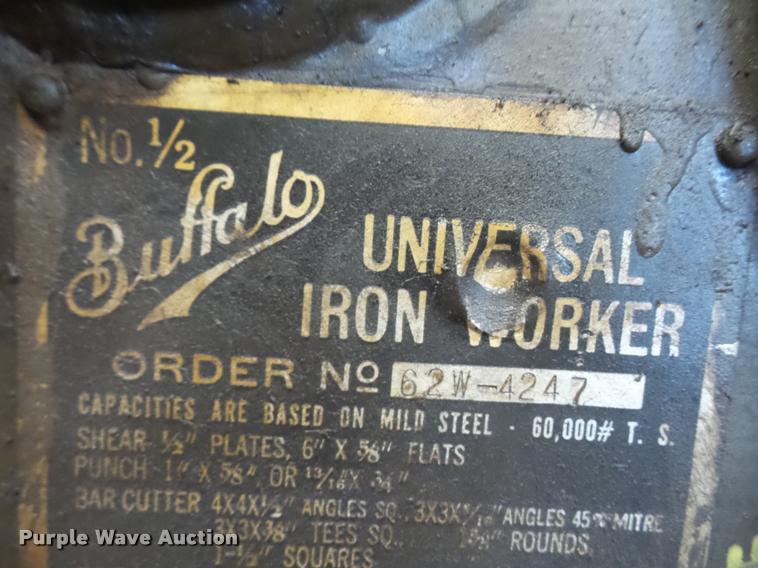 No. 1/2
Buffalo
UNIVERSAL
IRON WORKER
ORDER No 62W-4247
CAPACITIES ARE BASED ON MILD STEEL - 60,000# T. S.
SHEAR-1/2" PLATES, 6" X 5/8" FLATS
PUNCH-1" X 5/8", OR 13/16" X 3/4"
BAR CUTTER 4X4X1/2" ANGLES SQ. ANGLES 45° MITRE
3X3X3/8" TEES SQ. ROUNDS
1-1/2" SQUARES
Purple Wave Auction